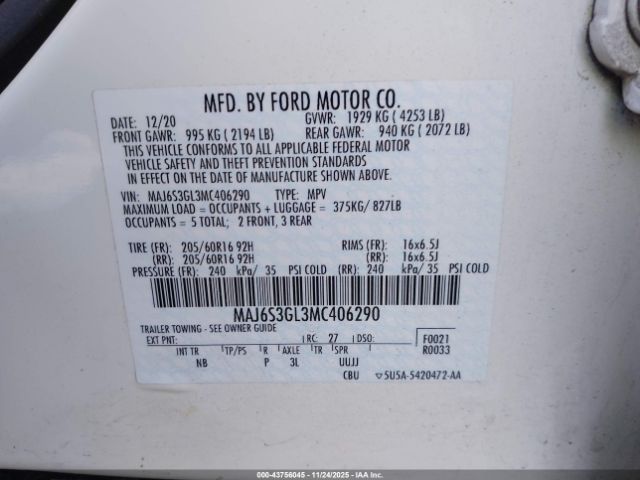 MFD. BY FORD MOTOR CO.
DATE: 12/20 GVWR: 1929 KG ( 4253 LB)
FRONT GAWR: 995 KG ( 2194 LB) REAR GAWR: 940 KG ( 2072 LB)
THIS VEHICLE CONFORMS TO ALL APPLICABLE FEDERAL MOTOR
VEHICLE SAFETY AND THEFT PREVENTION STANDARDS
IN EFFECT ON THE DATE OF MANUFACTURE SHOWN ABOVE.
VIN: MAJ6S3GL3MC406290 TYPE: MPV
MAXIMUM LOAD = OCCUPANTS + LUGGAGE = 375KG/ 827LB
OCCUPANTS = 5 TOTAL; 2 FRONT, 3 REAR
TIRE (FR): 205/60R16 92H RIMS (FR): 16x6.5J
(RR): 205/60R16 92H (RR): 16x6.5J
PRESSURE (FR): 240 kPa/ 35 PSI COLD (RR): 240 kPa/ 35 PSI COLD
MAJ6S3GL3MC406290
TRAILER TOWING - SEE OWNER GUIDE
EXT PNT: RC: 27 DSO: F0021
INT TR TP/PS R AXLE TR SPR R0033
NB P 3L UUJJ
CBU ▽SU5A-5420472-AA
000-43756045 - 11/24/2025 - IAA Inc.